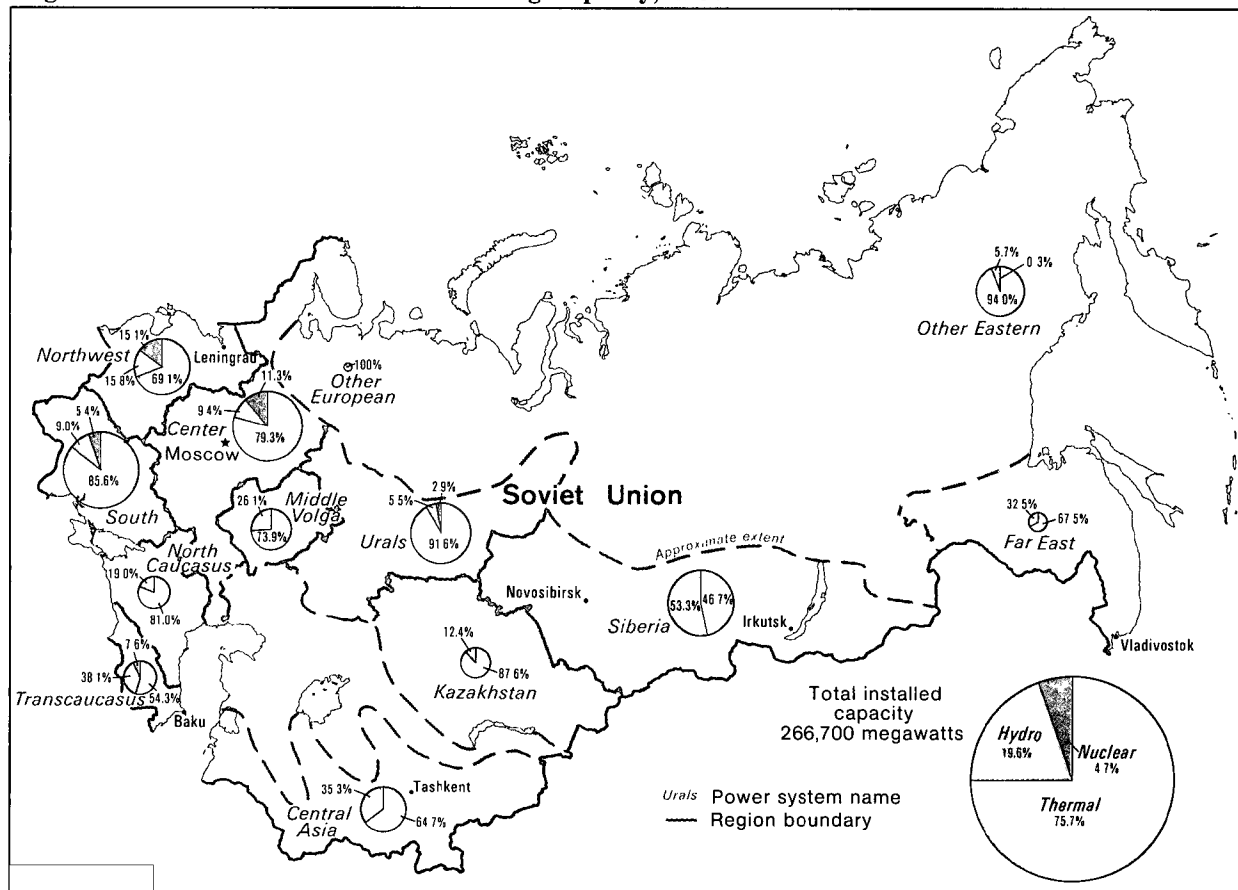 5.7%
0 3%
94 0%
Other Eastern
15 1%
Northwest
Leningrad
15 8%
69 1%
100%
Other
European
11.3%
9 4%
Center
79.3%
Moscow
5 4%
9.0%
85.6%
South
26 1%
Middle
Volga
73.9%
2.9%
5 5%
Urals
91 6%
Soviet Union
Approximate extent
32 5%
67 5%
Far East
North
Caucasus
19 0%
81.0%
Novosibirsk
53.3%
46 7%
Siberia
Irkutsk
Vladivostok
7 6%
38 1%
54.3%
Transcaucasus
Baku
12.4%
87 6%
Kazakhstan
35 3%
Tashkent
64 7%
Central
Asia
Total installed
capacity
266,700 megawatts
Hydro
19.6%
Nuclear
4 7%
Thermal
75.7%
Urals Power system name
Region boundary